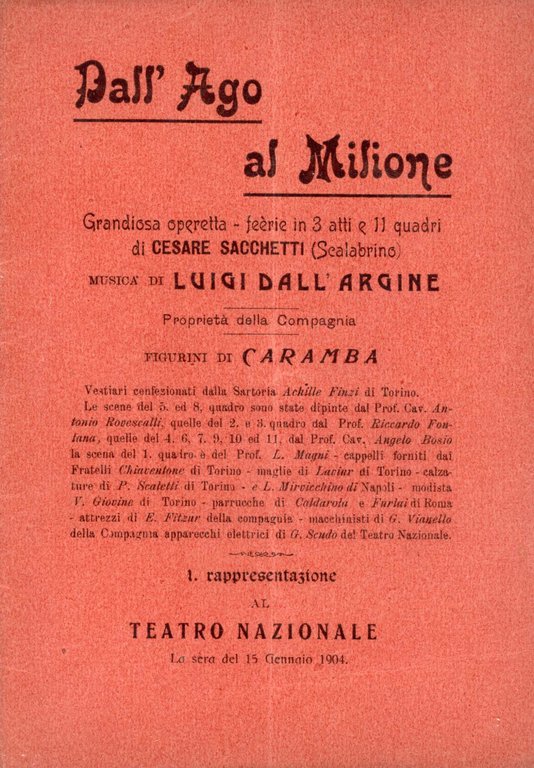 Dall' Ago
al Milione
Grandiosa operetta - feèrie in 3 atti e 11 quadri
di CESARE SACCHETTI (Scalabrino)
MUSICA DI LUIGI DALL' ARGINE
Proprietà della Compagnia
FIGURINI DI CARAMBA
Vestiari confezionati dalla Sartoria Achille Finzi di Torino.
Le scene del 5. ed 8. quadro sono state dipinte dal Prof. Cav. An-
tonio Rovescalli, quelle del 2. e 3. quadro dal Prof. Riccardo Fon-
tana, quelle del 4. 6, 7. 9, 10 ed 11, dal Prof. Cav. Angelo Bosio
la scena del 1. quadro è del Prof. L. Magni - cappelli forniti dai
Fratelli Chiaventone di Torino - maglie di Laviur di Torino - calza-
ture di P. Scaletti di Torino - e L. Mirvicchino di Napoli - modista
V. Giovine di Torino - parrucche di Caldarola e Furlai di Roma
- attrezzi di E. Fitzur della compagnia - macchinisti di G. Vianello
della Compagnia apparecchi elettrici di G. Scudo del Teatro Nazionale.
1. rappresentazione
AL
TEATRO NAZIONALE
La sera del 15 Gennaio 1904.